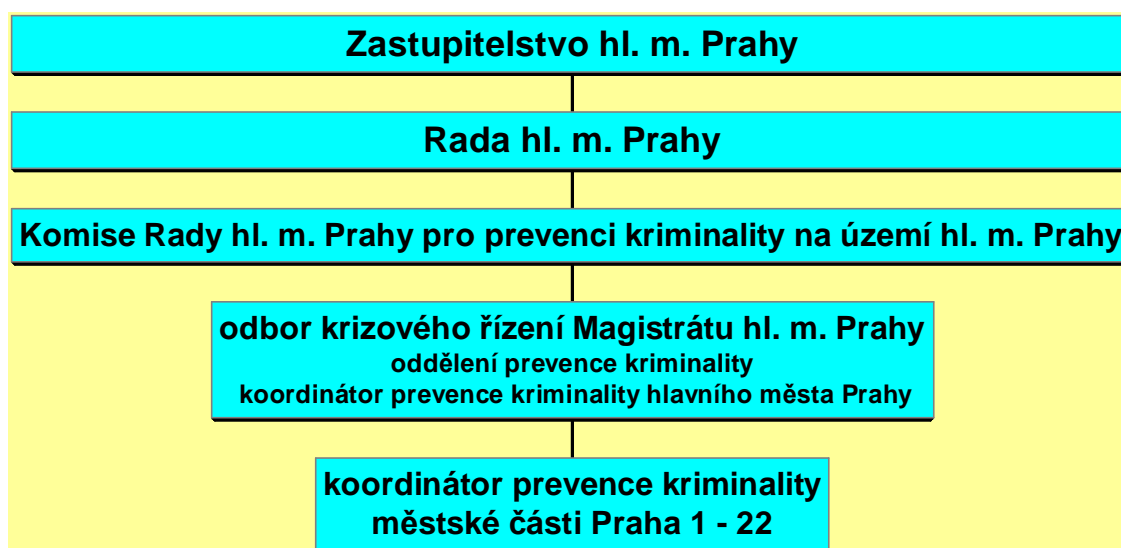 Zastupitelstvo hl. m. Prahy
Rada hl. m. Prahy
Komise Rady hl. m. Prahy pro prevenci kriminality na území hl. m. Prahy
odbor krizového řízení Magistrátu hl. m. Prahy
oddělení prevence kriminality
koordinátor prevence kriminality hlavního města Prahy
koordinátor prevence kriminality
městské části Praha 1 - 22